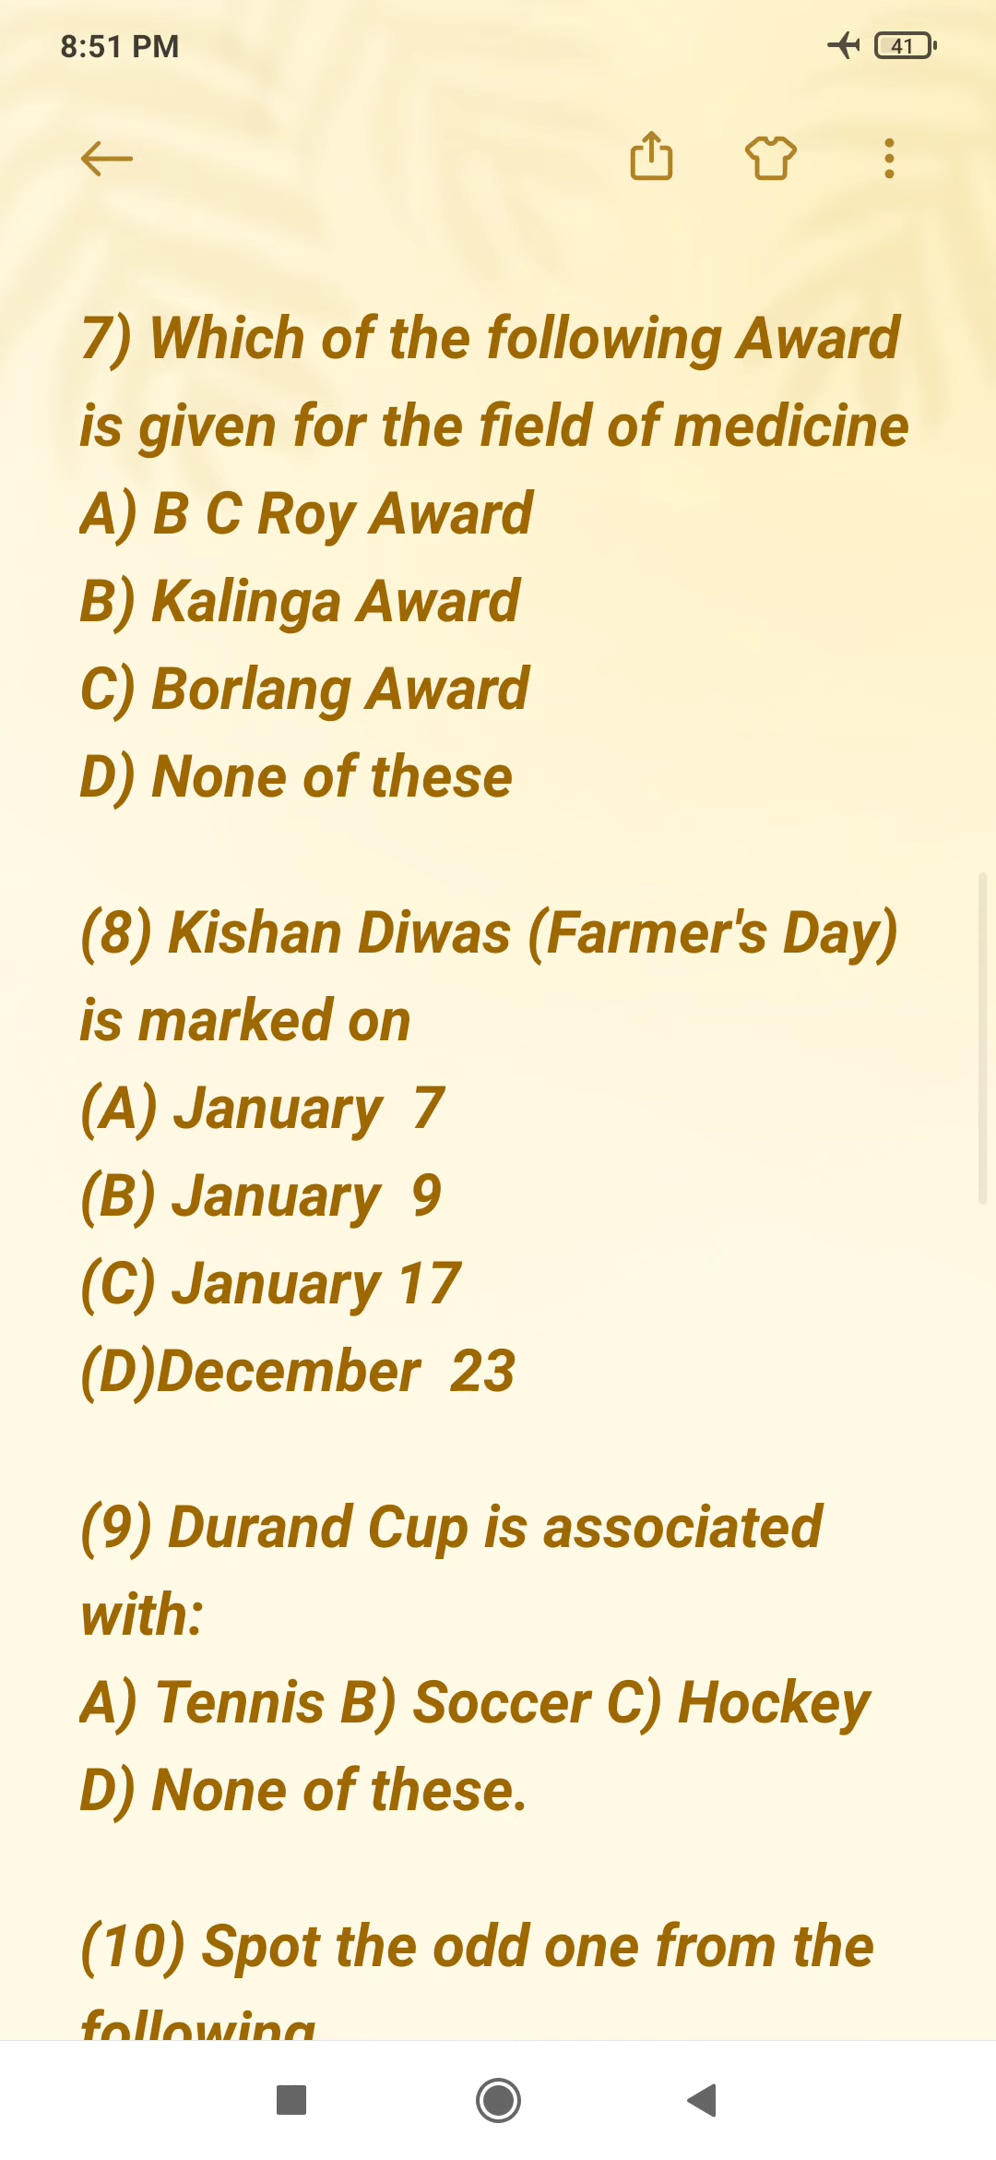 8:51 PM
41
7) Which of the following Award
is given for the field of medicine
A) B C Roy Award
B) Kalinga Award
C) Borlang Award
D) None of these
(8) Kishan Diwas (Farmer's Day)
is marked on
(A) January  7
(B) January  9
(C) January 17
(D)December  23
(9) Durand Cup is associated
with:
A) Tennis B) Soccer C) Hockey
D) None of these.
(10) Spot the odd one from the
following